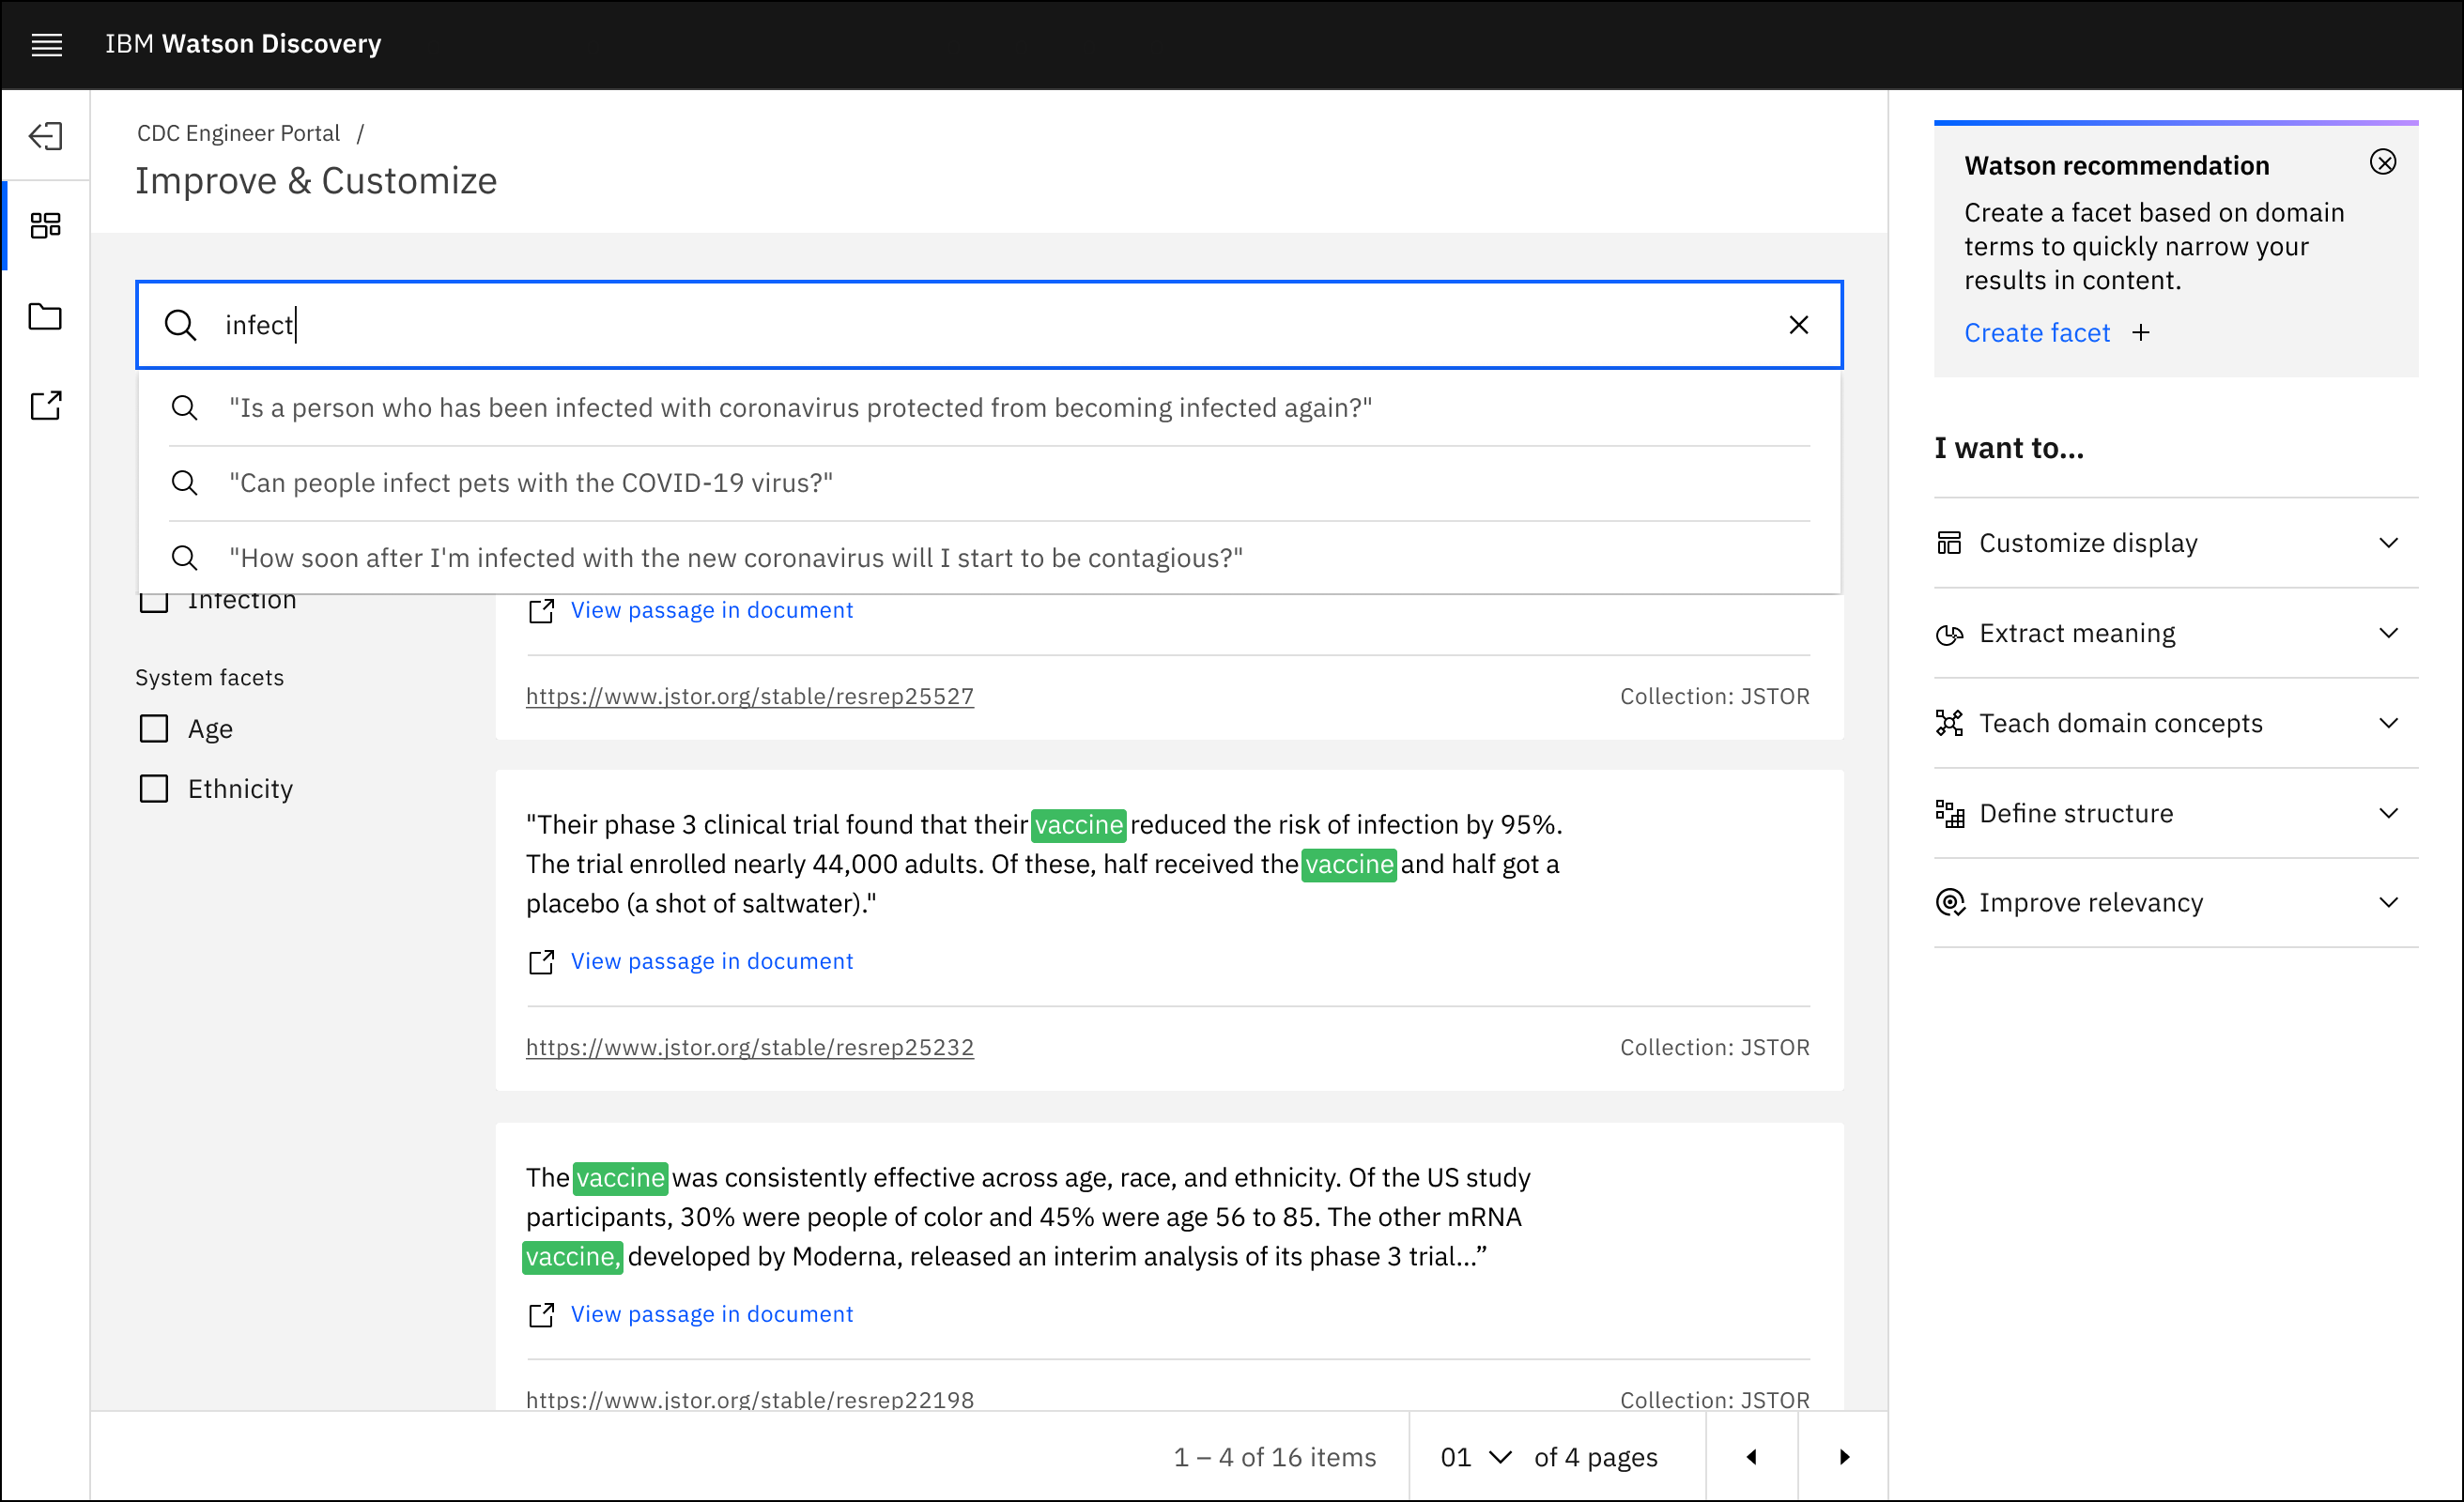 IBM Watson Discovery
CDC Engineer Portal /
Improve & Customize
infect
"Is a person who has been infected with coronavirus protected from becoming infected again?"
"Can people infect pets with the COVID-19 virus?"
"How soon after I'm infected with the new coronavirus will I start to be contagious?"
Infection
System facets
Age
Ethnicity
View passage in document
https://www.jstor.org/stable/resrep25527
Collection: JSTOR
"Their phase 3 clinical trial found that their vaccine reduced the risk of infection by 95%.
The trial enrolled nearly 44,000 adults. Of these, half received the vaccine and half got a
placebo (a shot of saltwater)."
View passage in document
https://www.jstor.org/stable/resrep25232
Collection: JSTOR
The vaccine was consistently effective across age, race, and ethnicity. Of the US study
participants, 30% were people of color and 45% were age 56 to 85. The other mRNA
vaccine, developed by Moderna, released an interim analysis of its phase 3 trial...”
View passage in document
https://www.jstor.org/stable/resrep22198
Collection: JSTOR
1 – 4 of 16 items
01
of 4 pages
Watson recommendation
Create a facet based on domain
terms to quickly narrow your
results in content.
Create facet +
I want to...
Customize display
Extract meaning
Teach domain concepts
Define structure
Improve relevancy